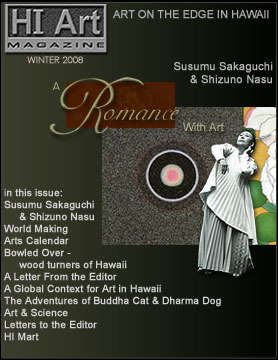 HI Art
MAGAZINE
ART ON THE EDGE IN HAWAII
WINTER 2008
Susumu Sakaguchi
& Shizuno Nasu
A
Romance
With Art
in this issue:
Susumu Sakaguchi
& Shizuno Nasu
World Making
Arts Calendar
Bowled Over -
wood turners of Hawaii
A Letter From the Editor
A Global Context for Art in Hawaii
The Adventures of Buddha Cat & Dharma Dog
Art & Science
Letters to the Editor
HI Mart